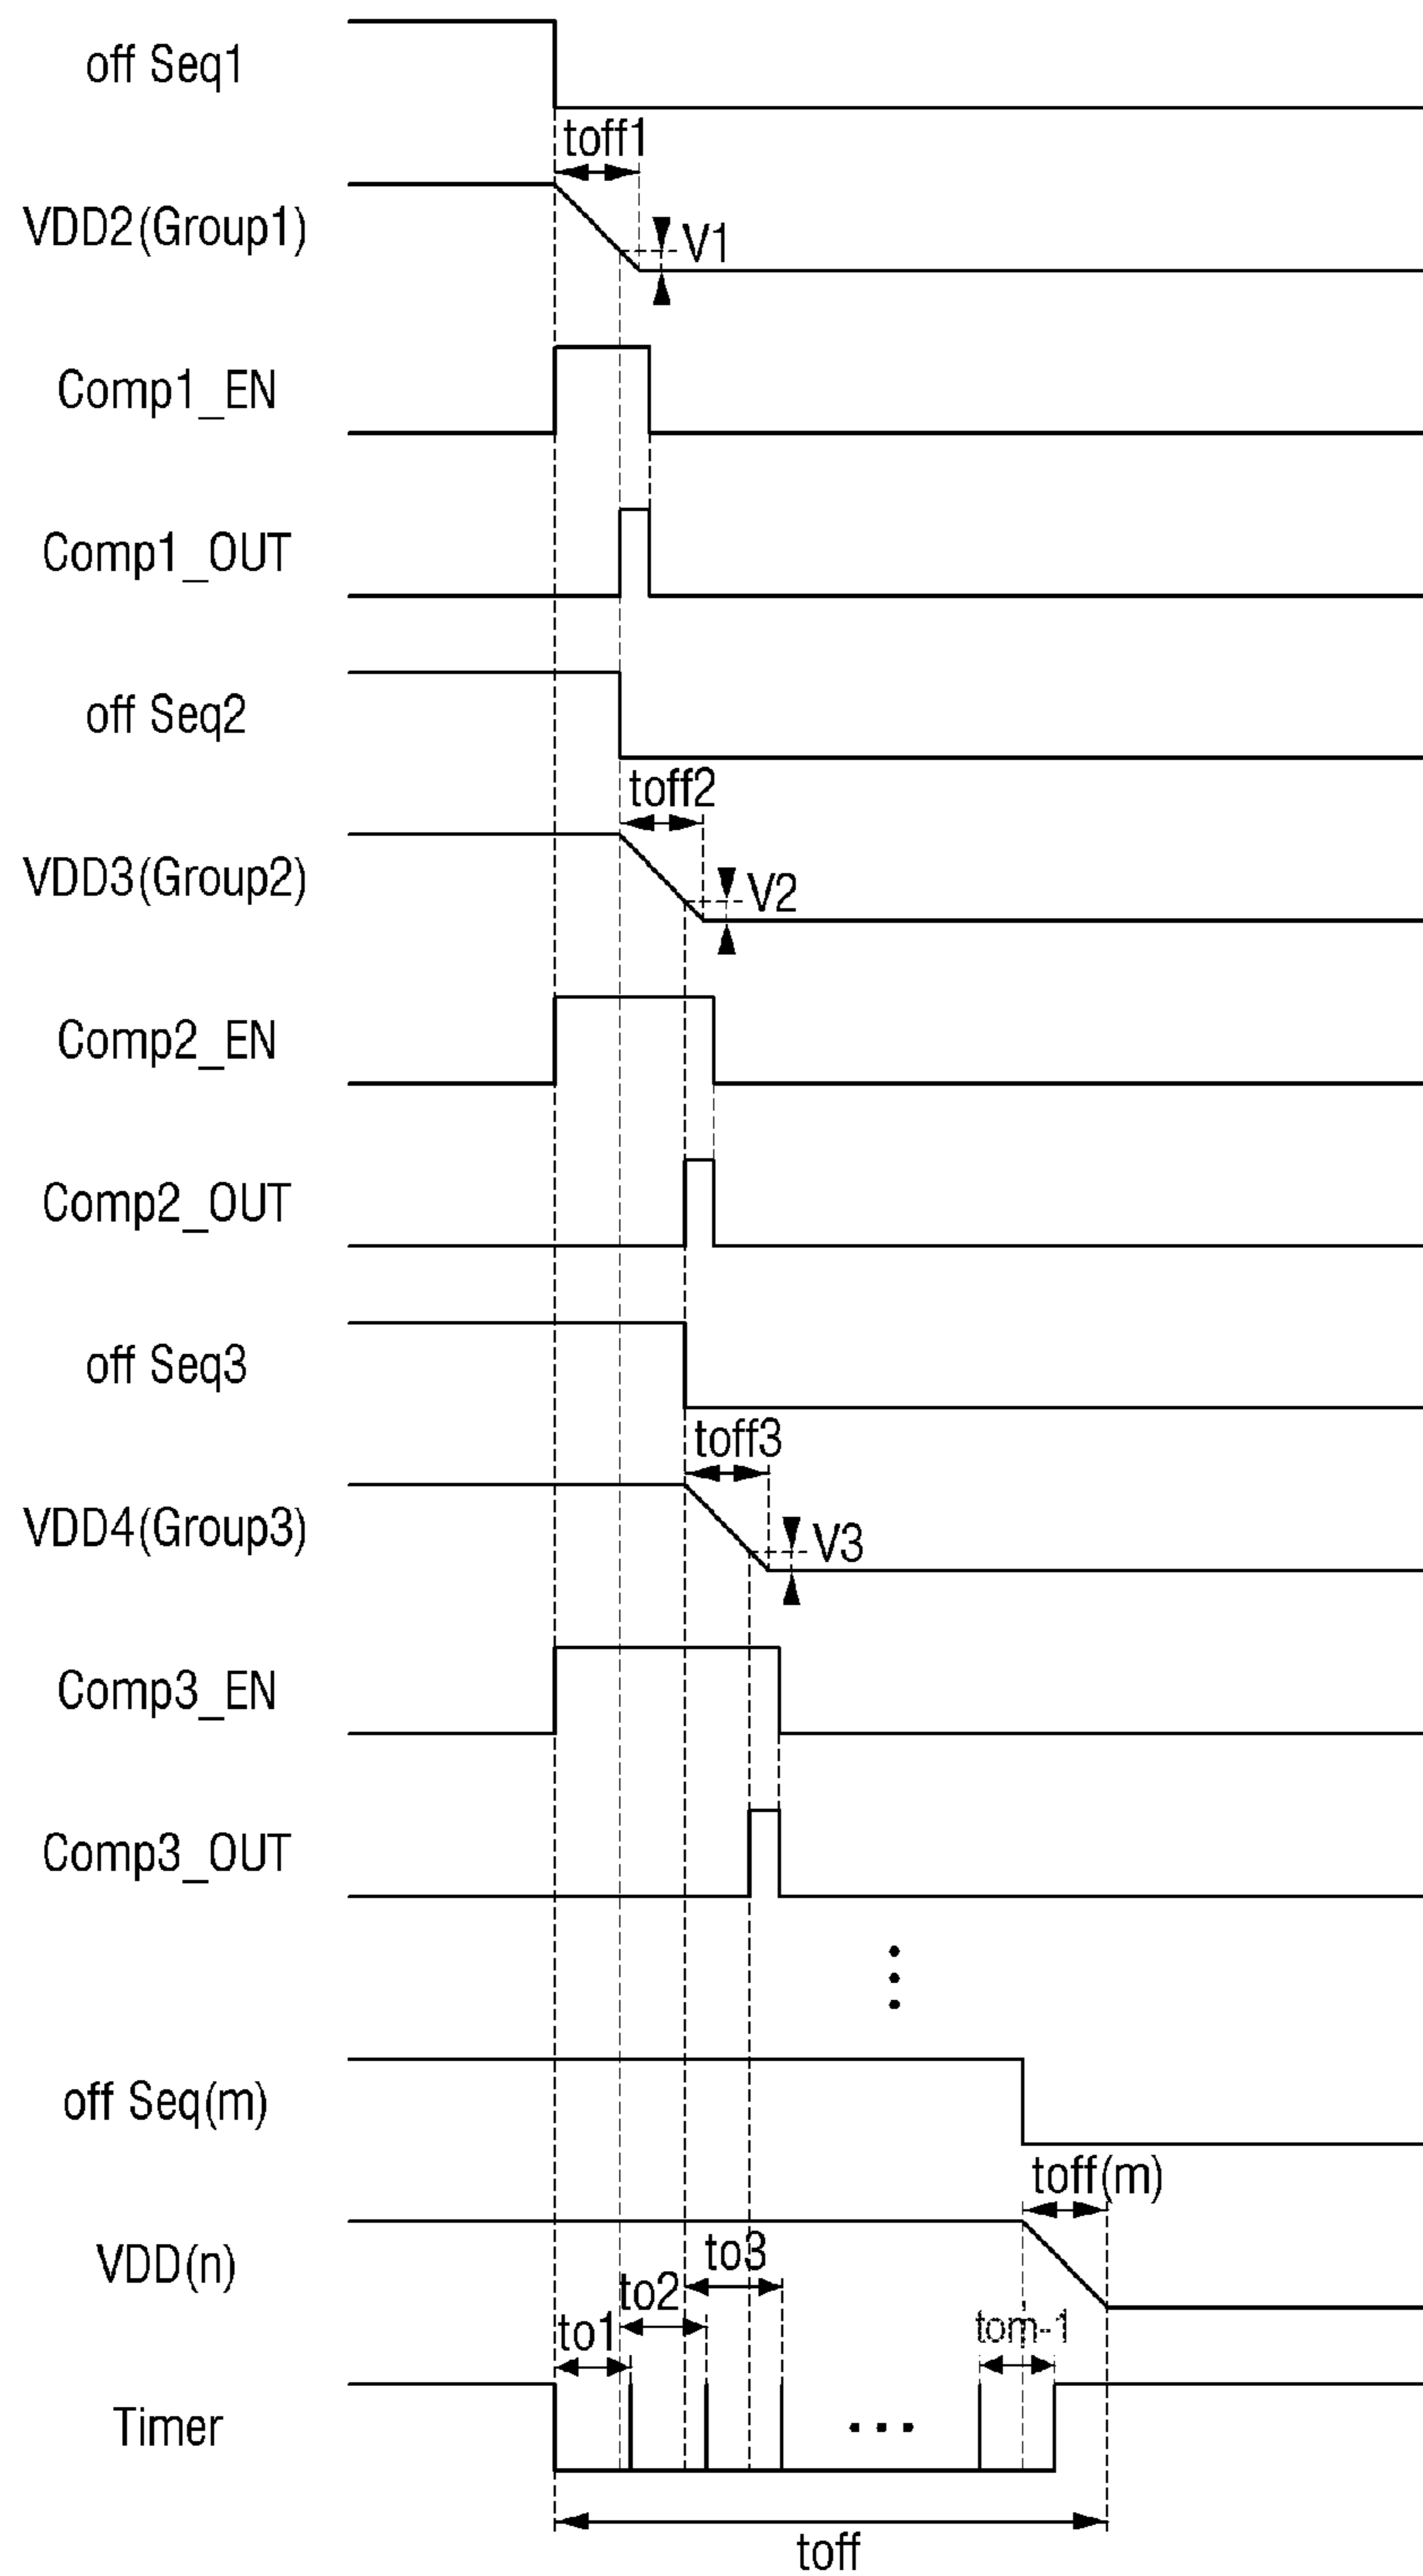 off Seq1
toff1
VDD2(Group1)
V1
Comp1_EN
Comp1_OUT
off Seq2
toff2
VDD3(Group2)
V2
Comp2_EN
Comp2_OUT
off Seq3
toff3
VDD4(Group3)
V3
Comp3_EN
Comp3_OUT
off Seq(m)
toff(m)
VDD(n)
to3
to2
to1
tom-1
Timer
toff